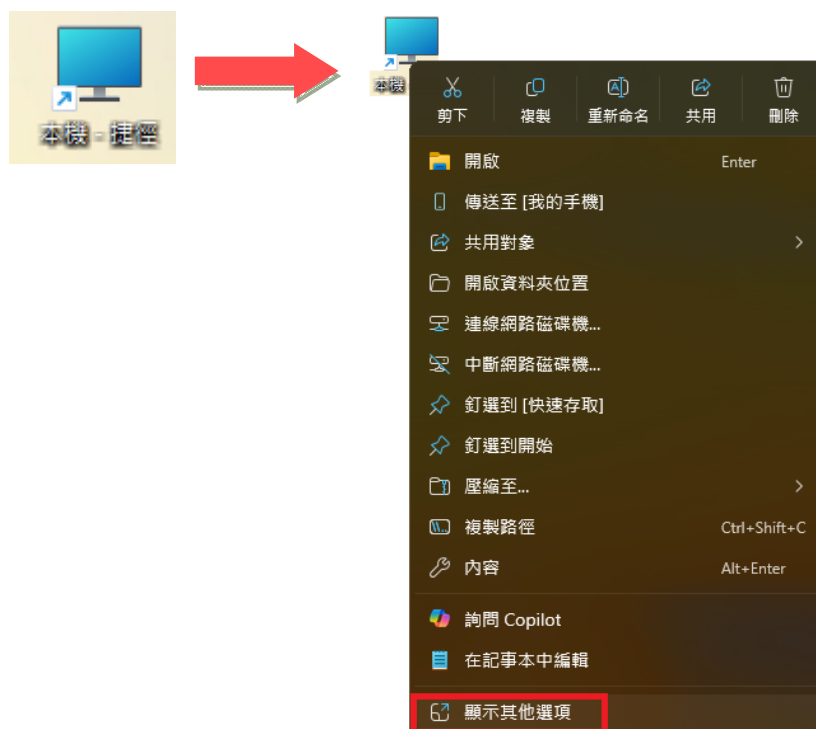 本機 - 捷徑
本機
剪下 複製 重新命名 共用 刪除
開啟 Enter
傳送至 [我的手機]
共用對象
開啟資料夾位置
連線網路磁碟機...
中斷網路磁碟機...
釘選到 [快速存取]
釘選到開始
壓縮至...
複製路徑 Ctrl+Shift+C
內容 Alt+Enter
詢問 Copilot
在記事本中編輯
顯示其他選項